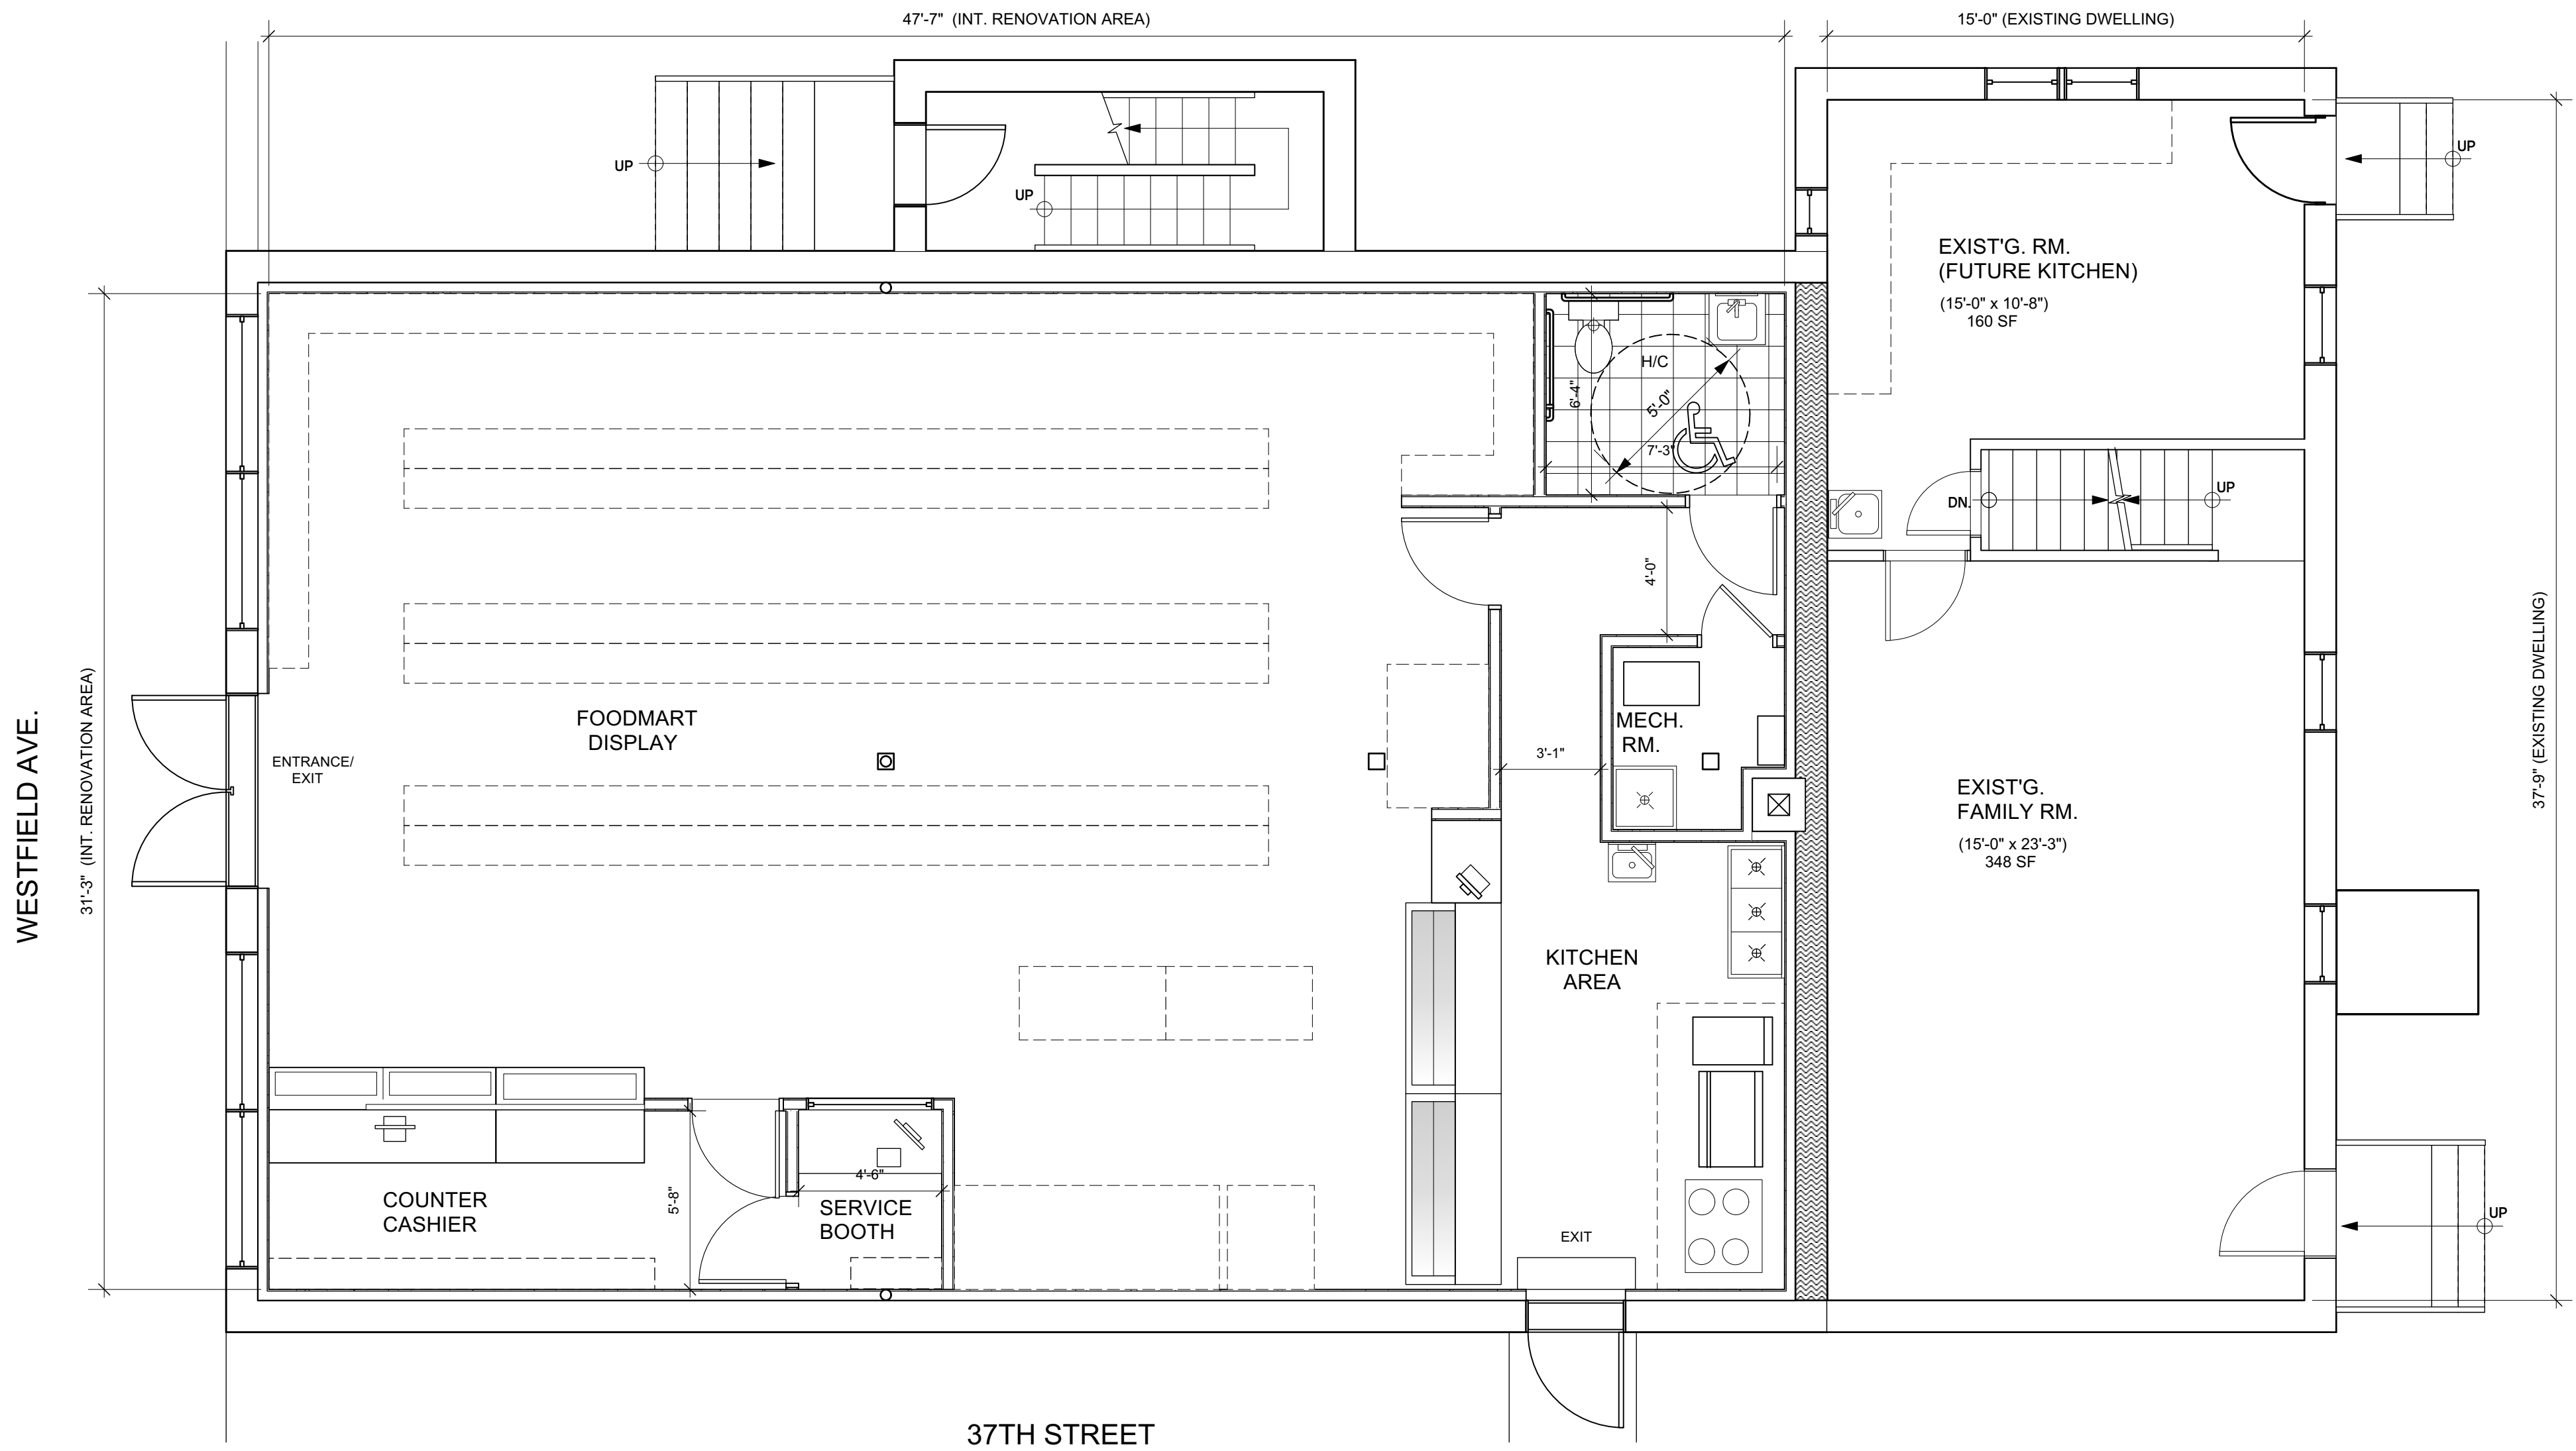 47'-7" (INT. RENOVATION AREA)
15'-0" (EXISTING DWELLING)
UP
UP
UP
EXIST'G. RM.
(FUTURE KITCHEN)
(15'-0" x 10'-8")
160 SF
H/C
6'-4"
5'-0"
7'-3"
DN.
UP
4'-0"
WESTFIELD AVE.
31'-3" (INT. RENOVATION AREA)
ENTRANCE/
EXIT
FOODMART
DISPLAY
3'-1"
MECH.
RM.
EXIST'G.
FAMILY RM.
(15'-0" x 23'-3")
348 SF
37'-9" (EXISTING DWELLING)
KITCHEN
AREA
COUNTER
CASHIER
5'-8"
4'-6"
SERVICE
BOOTH
EXIT
UP
37TH STREET